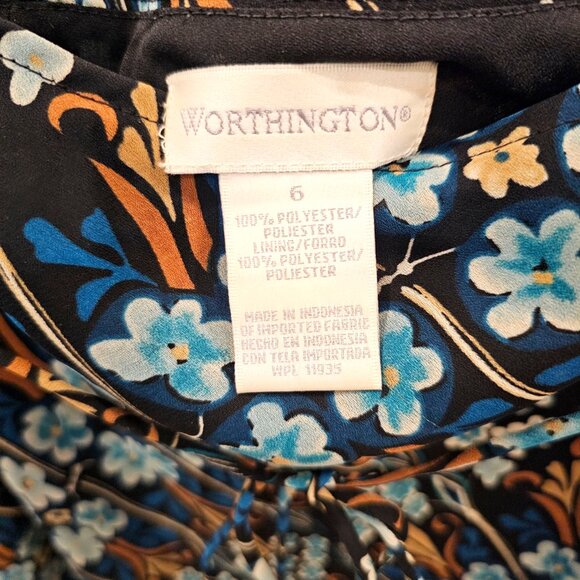 WORTHINGTON®
6
100% POLYESTER/
POLIESTER
LINING/FORRO
100% POLYESTER/
POLIESTER
MADE IN INDONESIA
OF IMPORTED FABRIC
HECHO EN INDONESIA
CON TELA IMPORTADA
WPL 11935